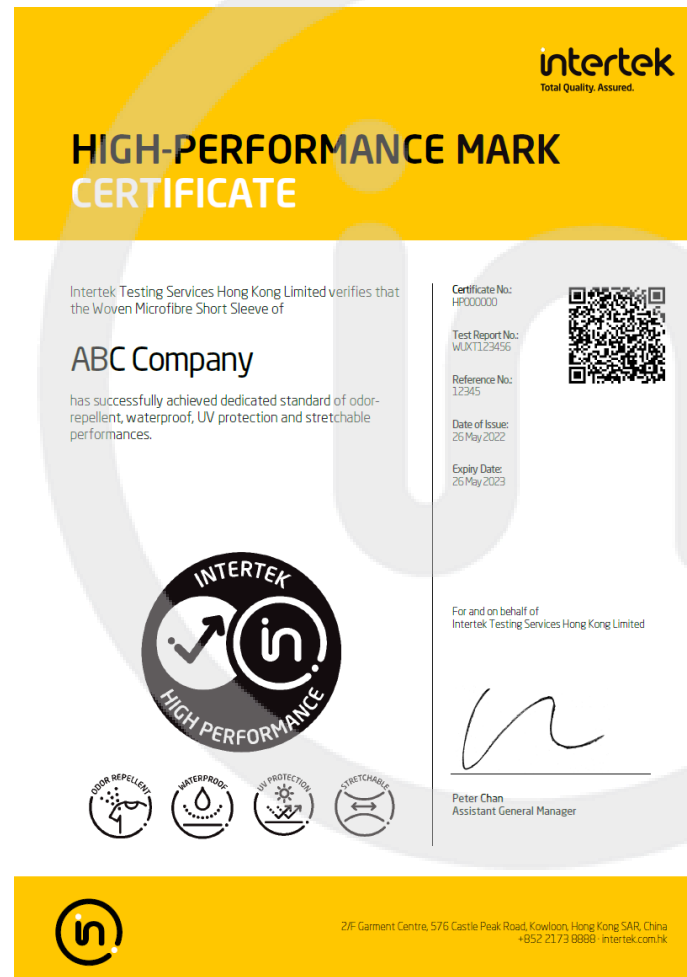 intertek
Total Quality. Assured.
HIGH-PERFORMANCE MARK
CERTIFICATE
Intertek Testing Services Hong Kong Limited verifies that
the Woven Microfibre Short Sleeve of
ABC Company
has successfully achieved dedicated standard of odor-
repellent, waterproof, UV protection and stretchable
performances.
Certificate No.:
HP000000
Test Report No.:
WUXT123456
Reference No.:
12345
Date of Issue:
26 May 2022
Expiry Date:
26 May 2023
INTERTEK
in
HIGH PERFORMANCE
ODOR REPELLENT
WATERPROOF
UV PROTECTION
STRETCHABLE
For and on behalf of
Intertek Testing Services Hong Kong Limited
Peter Chan
Assistant General Manager
in
2/F Garment Centre, 576 Castle Peak Road, Kowloon, Hong Kong SAR, China
+852 2173 8888 · intertek.com.hk